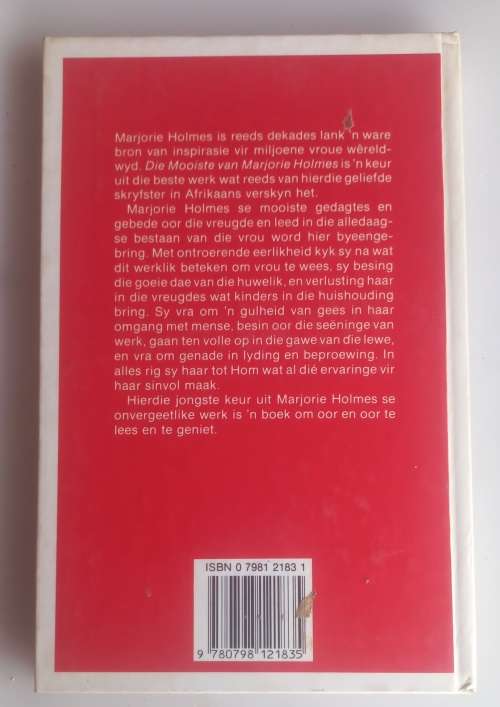 Marjorie Holmes is reeds dekades lank 'n ware
bron van inspirasie vir miljoene vroue wêreld-
wyd. Die Mooiste van Marjorie Holmes is 'n keur
uit die beste werk wat reeds van hierdie geliefde
skryfster in Afrikaans verskyn het.
Marjorie Holmes se mooiste gedagtes en
gebede oor die vreugde en leed in die alledaag-
se bestaan van die vrou word hier byeenge-
bring. Met ontroerende eerlikheid kyk sy na wat
dit werklik beteken om vrou te wees, sy besing
die goeie dae van die huwelik, en verlusting haar
in die vreugdes wat kinders in die huishouding
bring. Sy vra om 'n gulheid van gees in haar
omgang met mense, besin oor die seëninge van
werk, gaan ten volle op in die gawe van die lewe,
en vra om genade in lyding en beproewing. In
alles rig sy haar tot Hom wat al dié ervaringe vir
haar sinvol maak.
Hierdie jongste keur uit Marjorie Holmes se
onvergeetlike werk is 'n boek om oor en oor te
lees en te geniet.
ISBN 0 7981 2183 1
9 780798 121835